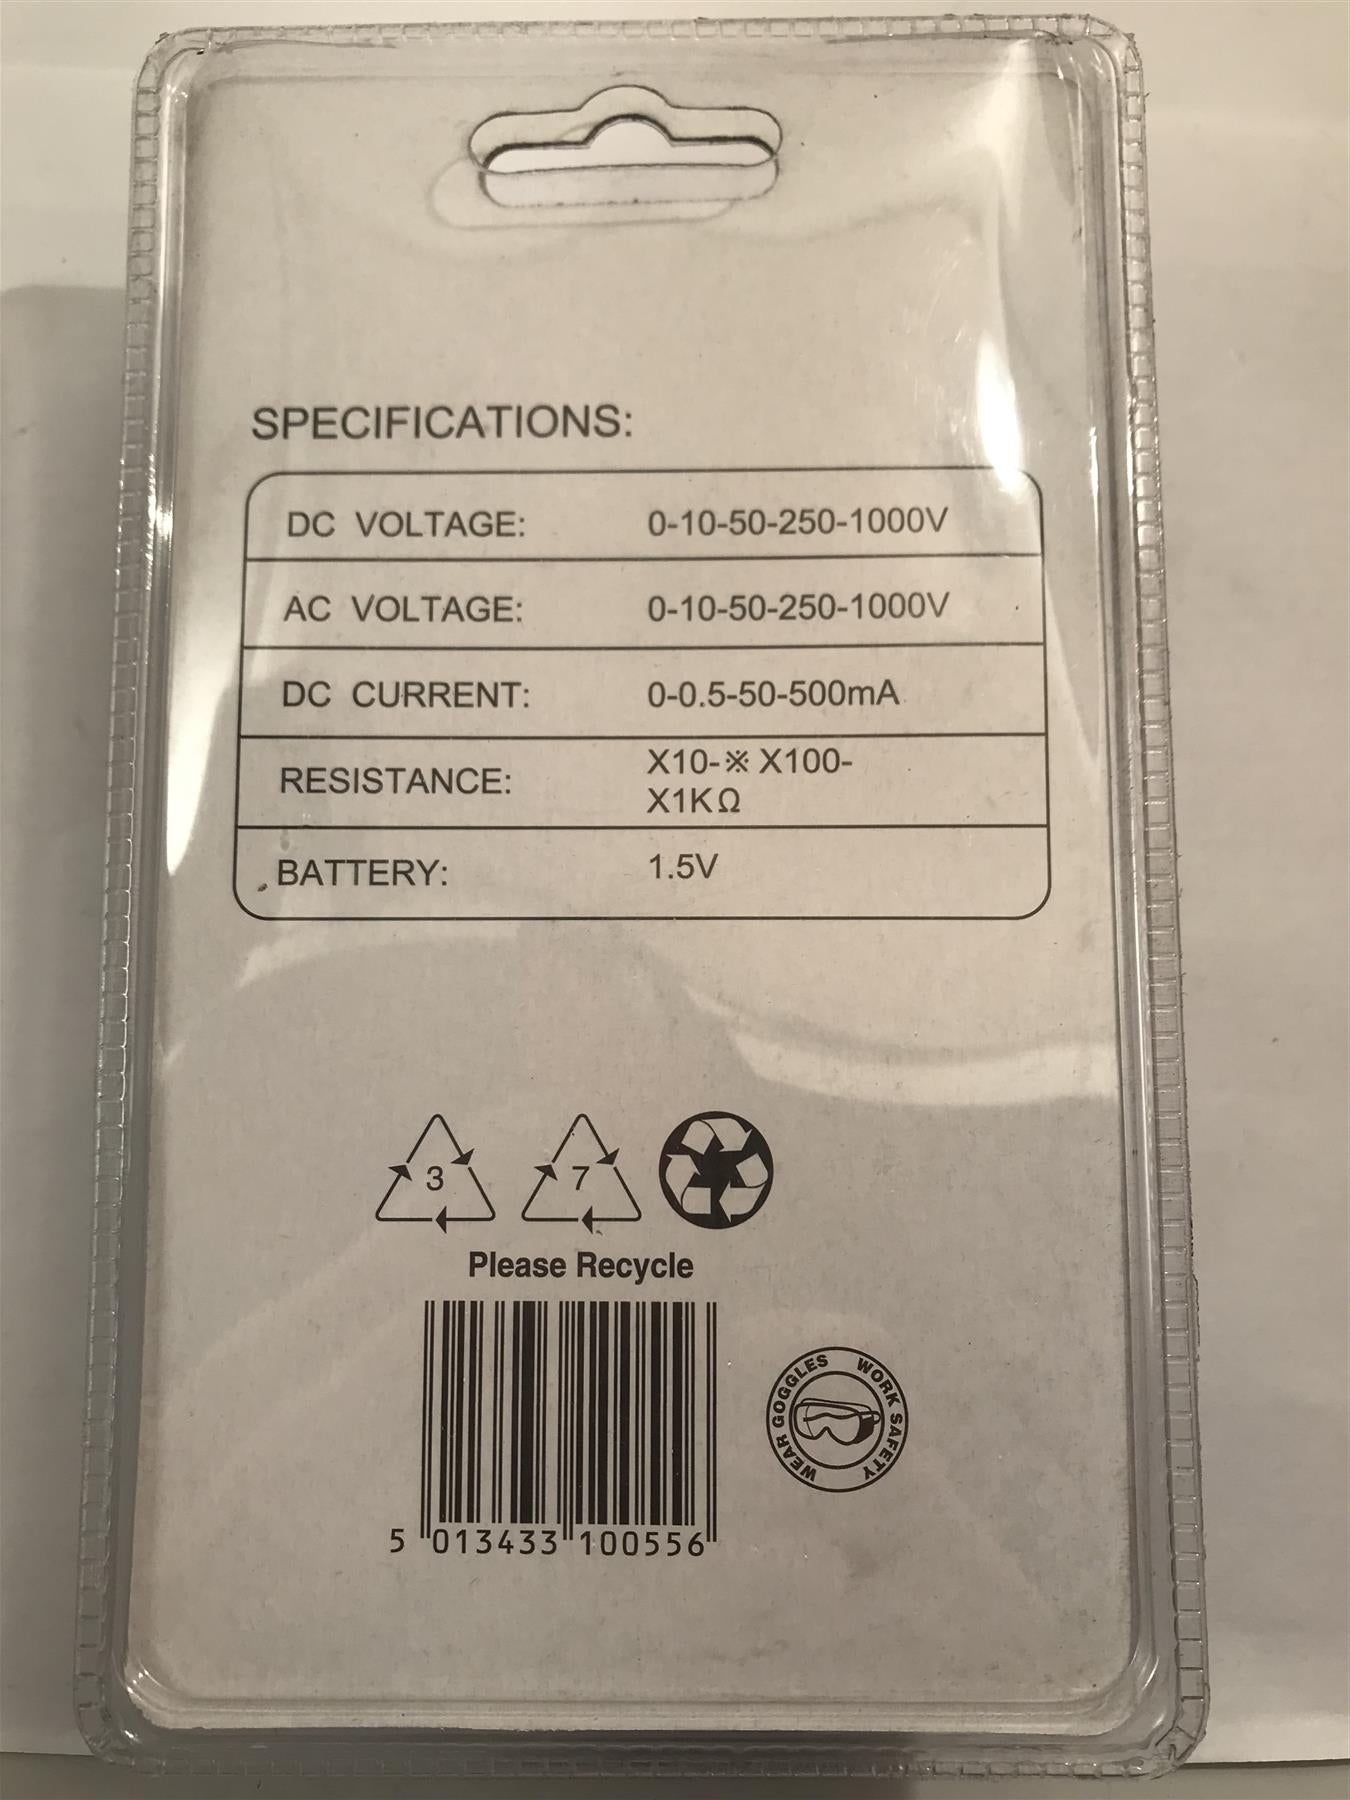 SPECIFICATIONS:
DC VOLTAGE: 0-10-50-250-1000V
AC VOLTAGE: 0-10-50-250-1000V
DC CURRENT: 0-0.5-50-500mA
RESISTANCE: X10-※ X100-
X1KΩ
BATTERY: 1.5V
3 7
Please Recycle
WEAR GOGGLES WORK SAFETY
5 013433 100556